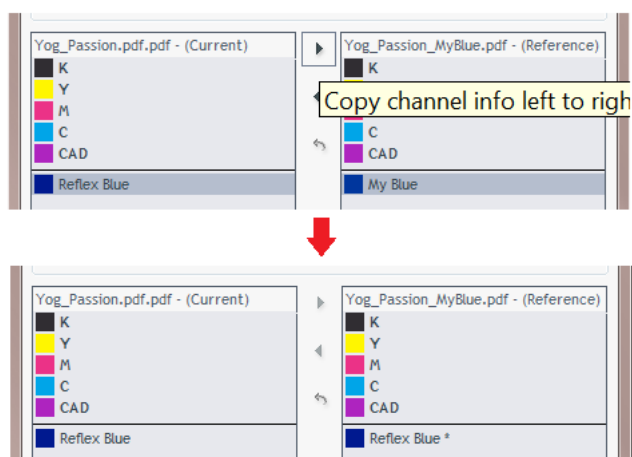 Yog_Passion.pdf.pdf - (Current)
K
Y
M
C
CAD
Reflex Blue
Yog_Passion_MyBlue.pdf - (Reference)
K
Copy channel info left to righ
C
CAD
My Blue
Yog_Passion.pdf.pdf - (Current)
K
Y
M
C
CAD
Reflex Blue
Yog_Passion_MyBlue.pdf - (Reference)
K
Y
M
C
CAD
Reflex Blue *